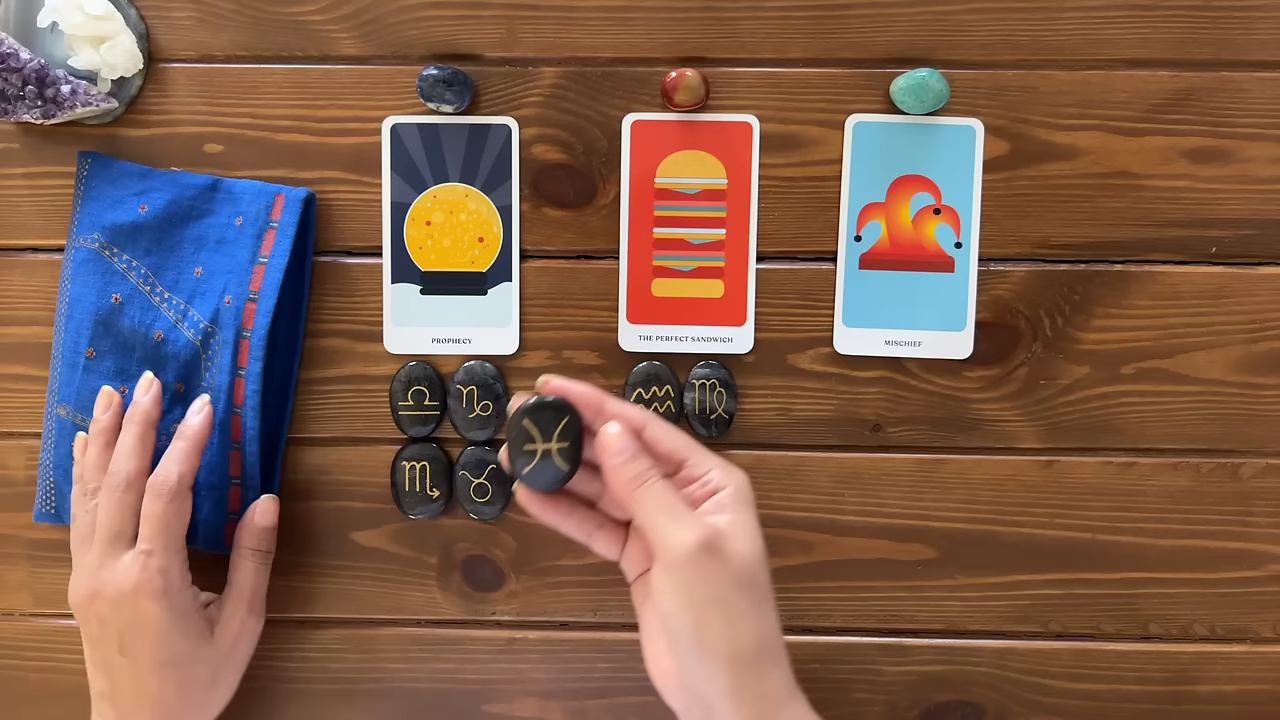 PROPHECY
THE PERFECT SANDWICH
MISCHIEF
♎ ♑ ♒ ♍
♏ ♉ ♓